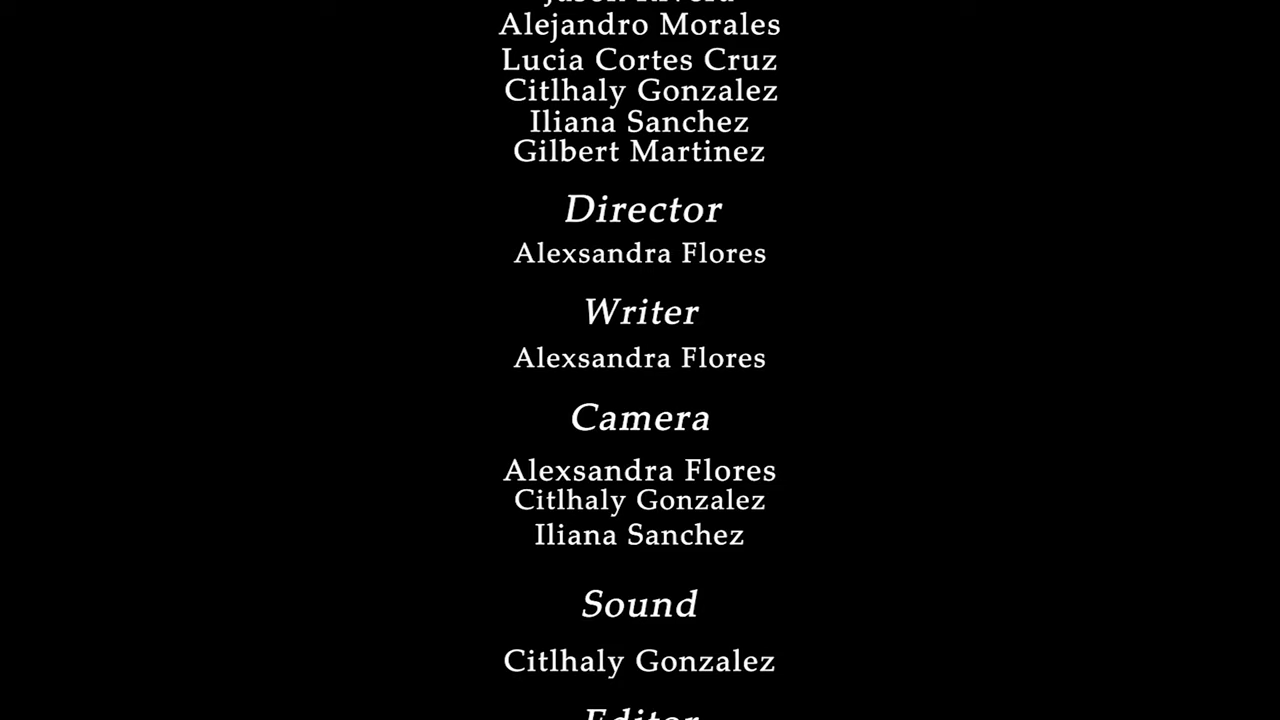 Alejandro Morales
Lucia Cortes Cruz
Citlhaly Gonzalez
Iliana Sanchez
Gilbert Martinez
Director
Alexsandra Flores
Writer
Alexsandra Flores
Camera
Alexsandra Flores
Citlhaly Gonzalez
Iliana Sanchez
Sound
Citlhaly Gonzalez
Editor